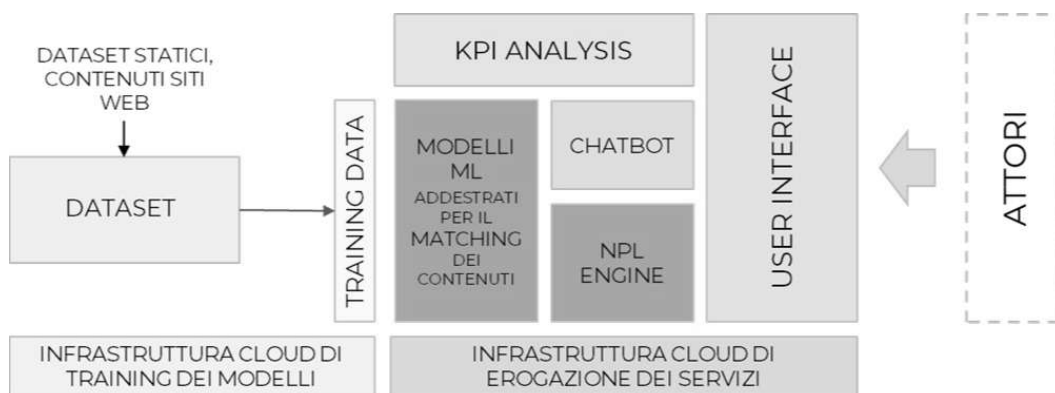 DATASET STATICI,
CONTENUTI SITI
WEB
DATASET
TRAINING DATA
KPI ANALYSIS
MODELLI
ML
ADDESTRATI
PER IL
MATCHING
DEI
CONTENUTI
CHATBOT
NPL
ENGINE
USER INTERFACE
ATTORI
INFRASTRUTTURA CLOUD DI
TRAINING DEI MODELLI
INFRASTRUTTURA CLOUD DI
EROGAZIONE DEI SERVIZI